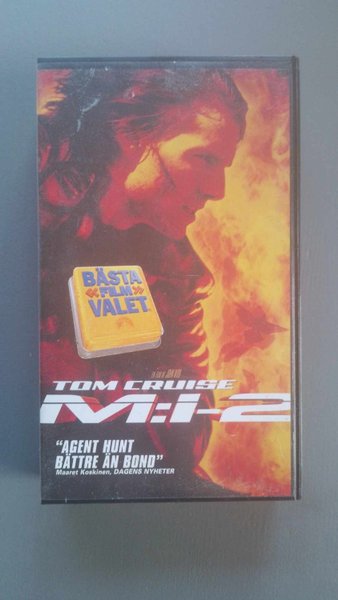 BÄSTA
«FILM»
VALET
TOM CRUISE
M:I-2
"AGENT HUNT
BÄTTRE ÄN BOND"
Maaret Koskinen, DAGENS NYHETER